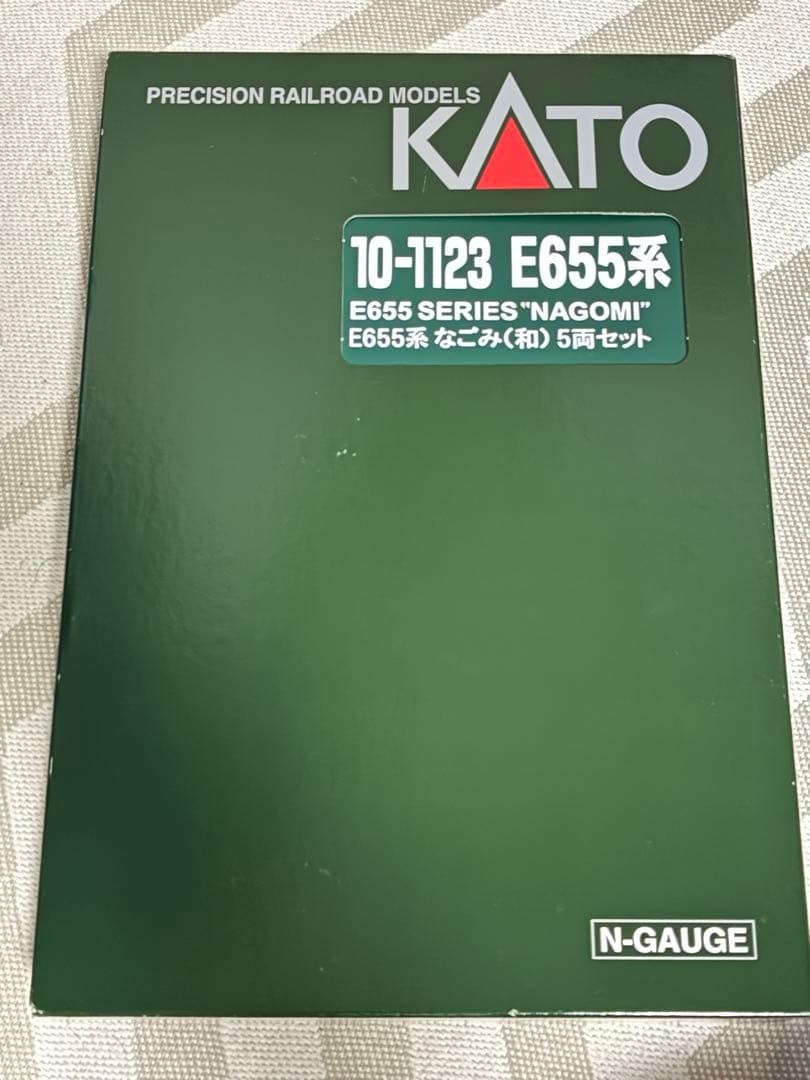 PRECISION RAILROAD MODELS
KATO
10-1123 E655系
E655 SERIES "NAGOMI"
E655系 なごみ(和) 5両セット
N-GAUGE